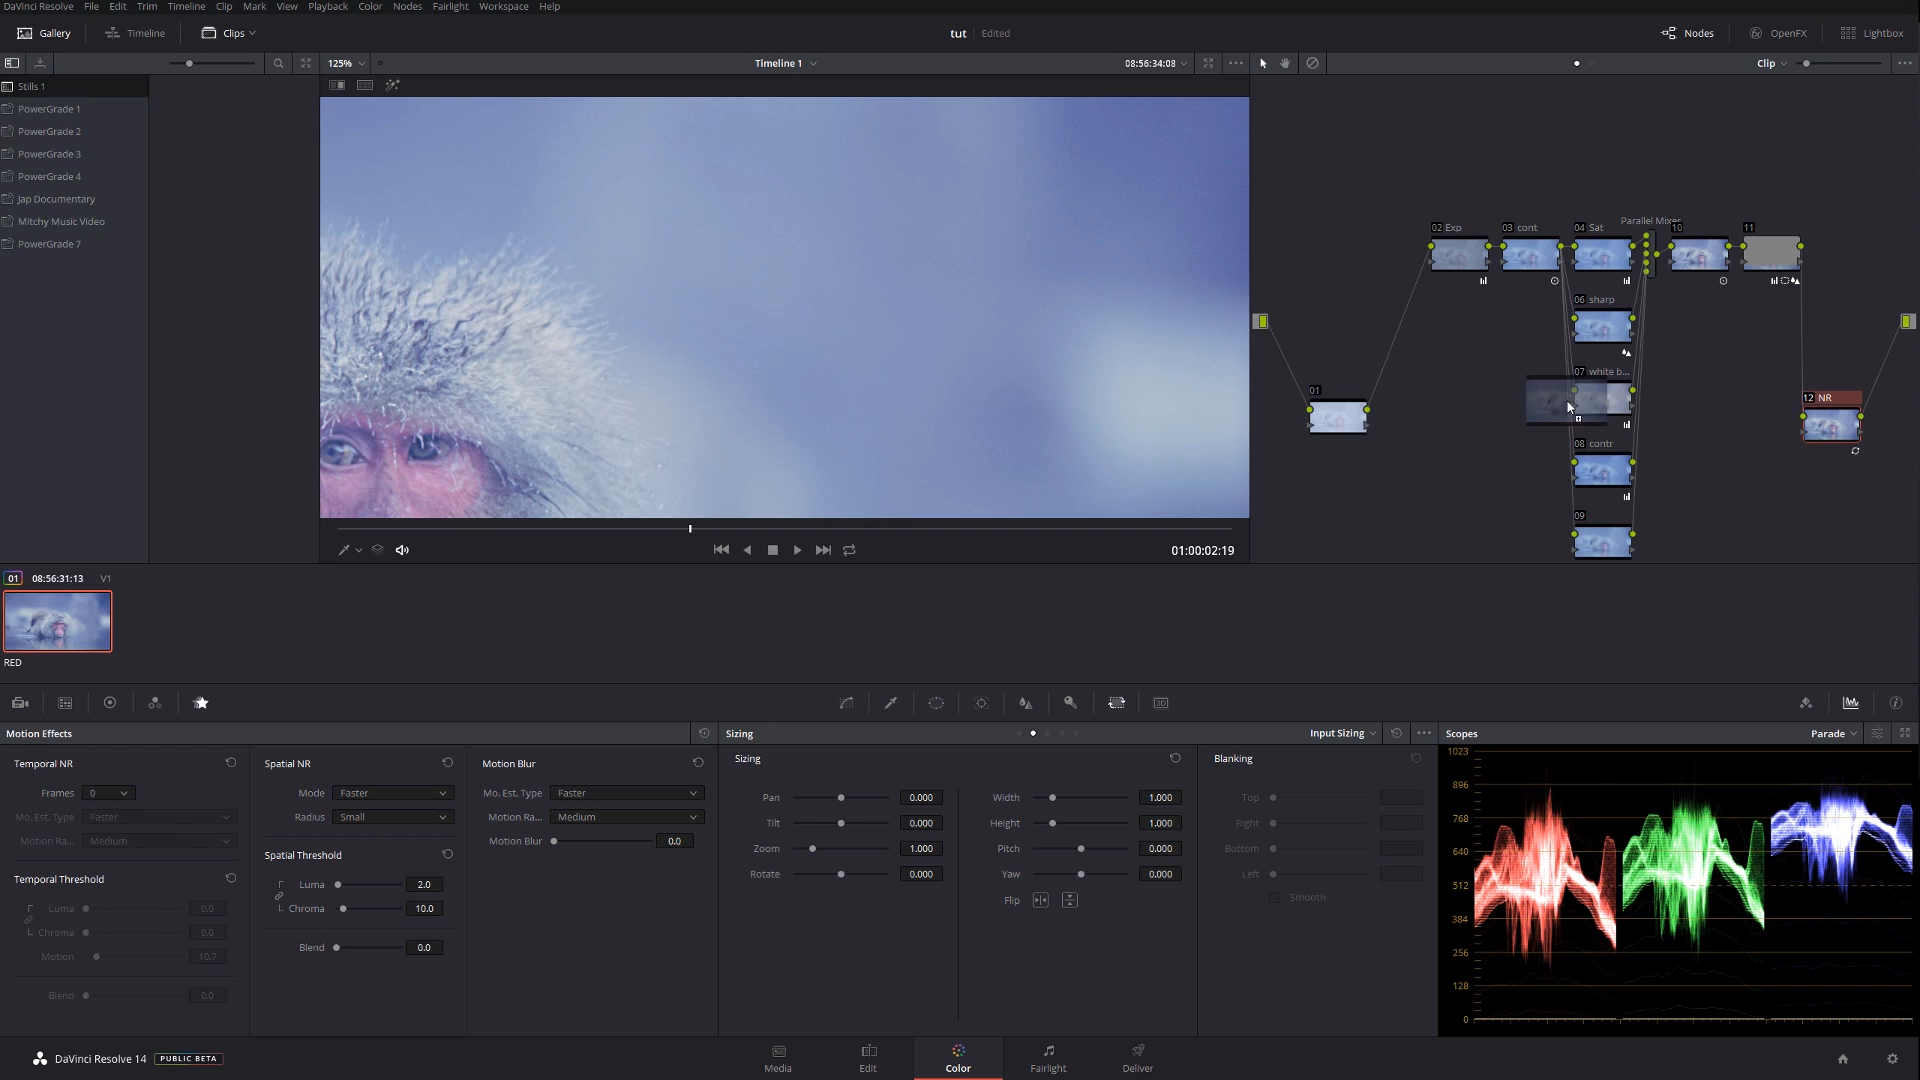 DaVinci Resolve File Edit Trim Timeline Clip Mark View Playback Color Nodes Fairlight Workspace Help
Gallery Timeline Clips tut Edited Nodes OpenFX Lightbox
125% Timeline 1 08:56:34:08 Clip
Stills 1
PowerGrade 1
PowerGrade 2
PowerGrade 3
PowerGrade 4
Jap Documentary
Mitchy Music Video
PowerGrade 7
Parallel Mixer
02 Exp 03 cont 04 Sat 10 11
06 sharp
07 white b...
01
12 NR
08 contr
09
01:00:02:19
01 08:56:31:13 V1
RED
Motion Effects
Temporal NR
Frames 0
Mo. Est. Type Faster
Motion Ra... Medium
Temporal Threshold
Luma 0.0
Chroma 0.0
Motion 10.7
Blend 0.0
Spatial NR
Mode Faster
Radius Small
Spatial Threshold
Luma 2.0
Chroma 10.0
Blend 0.0
Motion Blur
Mo. Est. Type Faster
Motion Ra... Medium
Motion Blur 0.0
Sizing Input Sizing
Sizing
Pan 0.000
Tilt 0.000
Zoom 1.000
Rotate 0.000
Width 1.000
Height 1.000
Pitch 0.000
Yaw 0.000
Flip
Blanking
Top
Right
Bottom
Left
Smooth
Scopes Parade
1023
896
768
640
512
384
256
128
0
DaVinci Resolve 14 PUBLIC BETA
Media Edit Color Fairlight Deliver